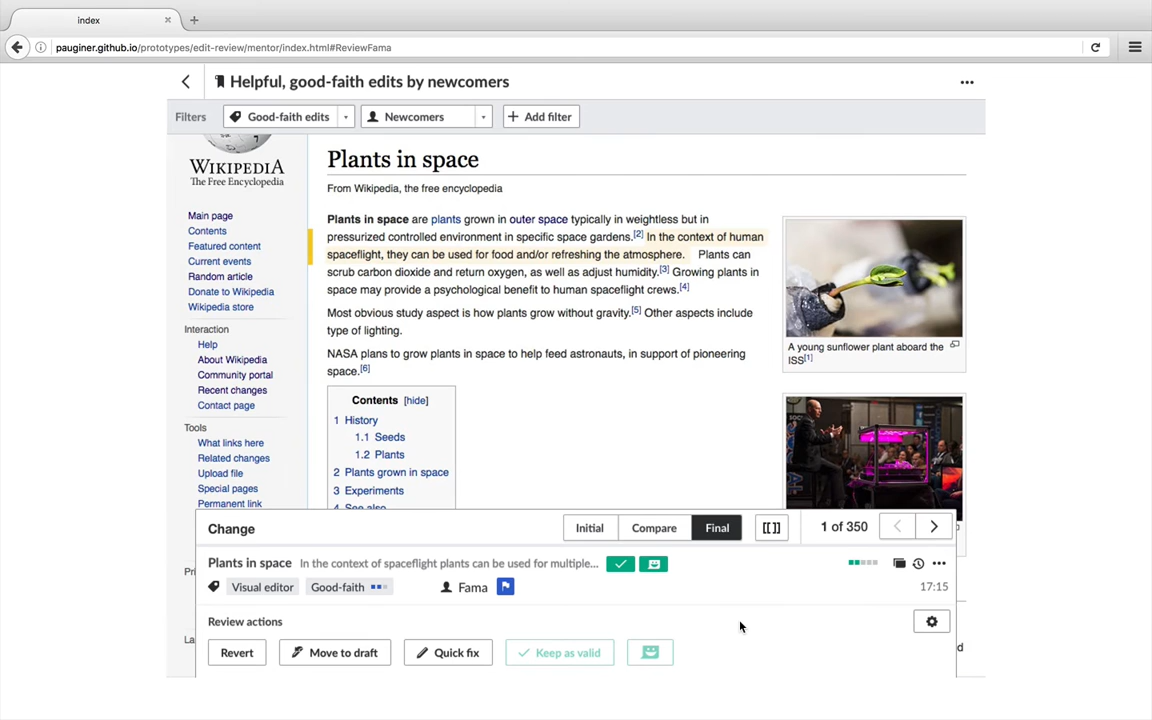 index
pauginer.github.io/prototypes/edit-review/mentor/index.html#ReviewFama
Helpful, good-faith edits by newcomers
Filters
Good-faith edits
Newcomers
Add filter
WIKIPEDIA
The Free Encyclopedia
Main page
Contents
Featured content
Current events
Random article
Donate to Wikipedia
Wikipedia store
Interaction
Help
About Wikipedia
Community portal
Recent changes
Contact page
Tools
What links here
Related changes
Upload file
Special pages
Permanent link
Plants in space
From Wikipedia, the free encyclopedia
Plants in space are plants grown in outer space typically in weightless but in
pressurized controlled environment in specific space gardens.[2] In the context of human
spaceflight, they can be used for food and/or refreshing the atmosphere. Plants can
scrub carbon dioxide and return oxygen, as well as adjust humidity.[3] Growing plants in
space may provide a psychological benefit to human spaceflight crews.[4]
Most obvious study aspect is how plants grow without gravity.[5] Other aspects include
type of lighting.
NASA plans to grow plants in space to help feed astronauts, in support of pioneering
space.[6]
Contents [hide]
1 History
1.1 Seeds
1.2 Plants
2 Plants grown in space
3 Experiments
4 See also
A young sunflower plant aboard the
ISS[1]
Change
Initial
Compare
Final
[[ ]]
1 of 350
Plants in space
In the context of spaceflight plants can be used for multiple...
Visual editor
Good-faith
Fama
17:15
Review actions
Revert
Move to draft
Quick fix
Keep as valid